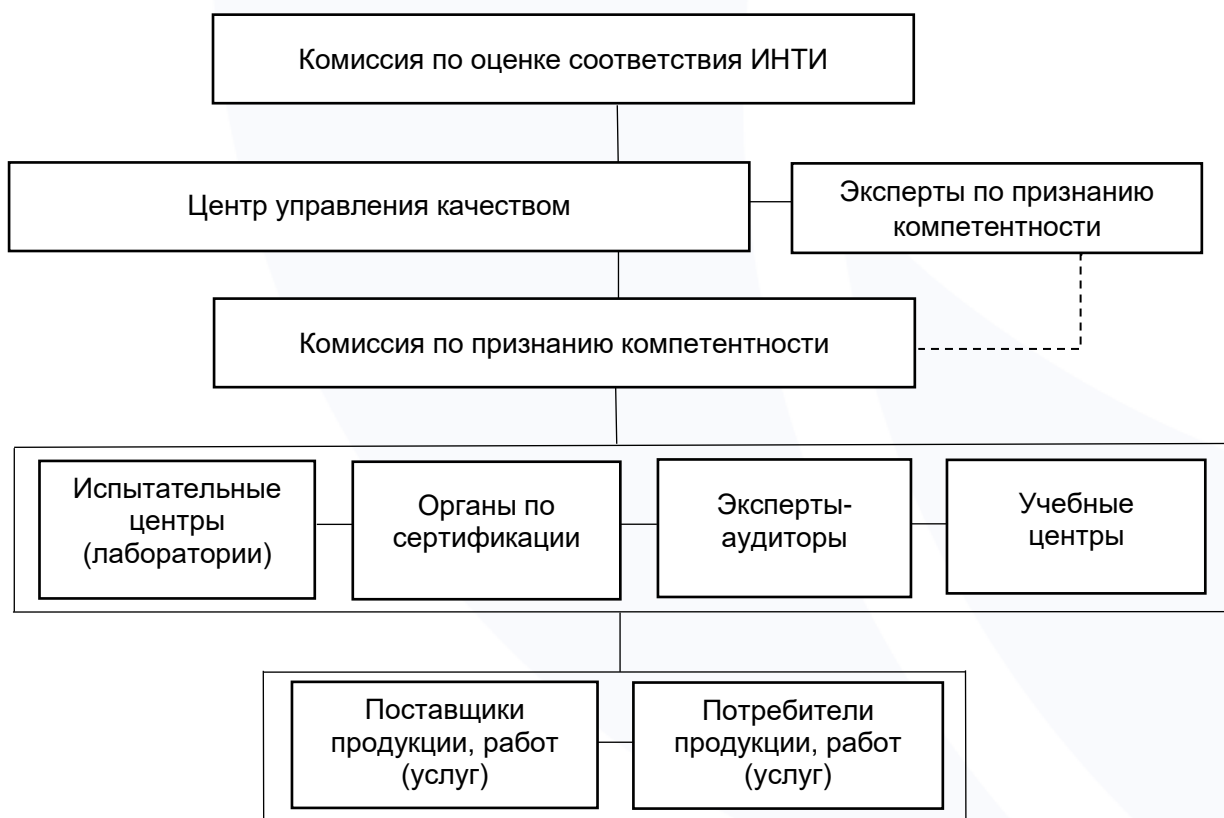 Комиссия по оценке соответствия ИНТИ
Центр управления качеством
Эксперты по признанию
компетентности
Комиссия по признанию компетентности
Испытательные
центры
(лаборатории)
Органы по
сертификации
Эксперты-
аудиторы
Учебные
центры
Поставщики
продукции, работ
(услуг)
Потребители
продукции, работ
(услуг)